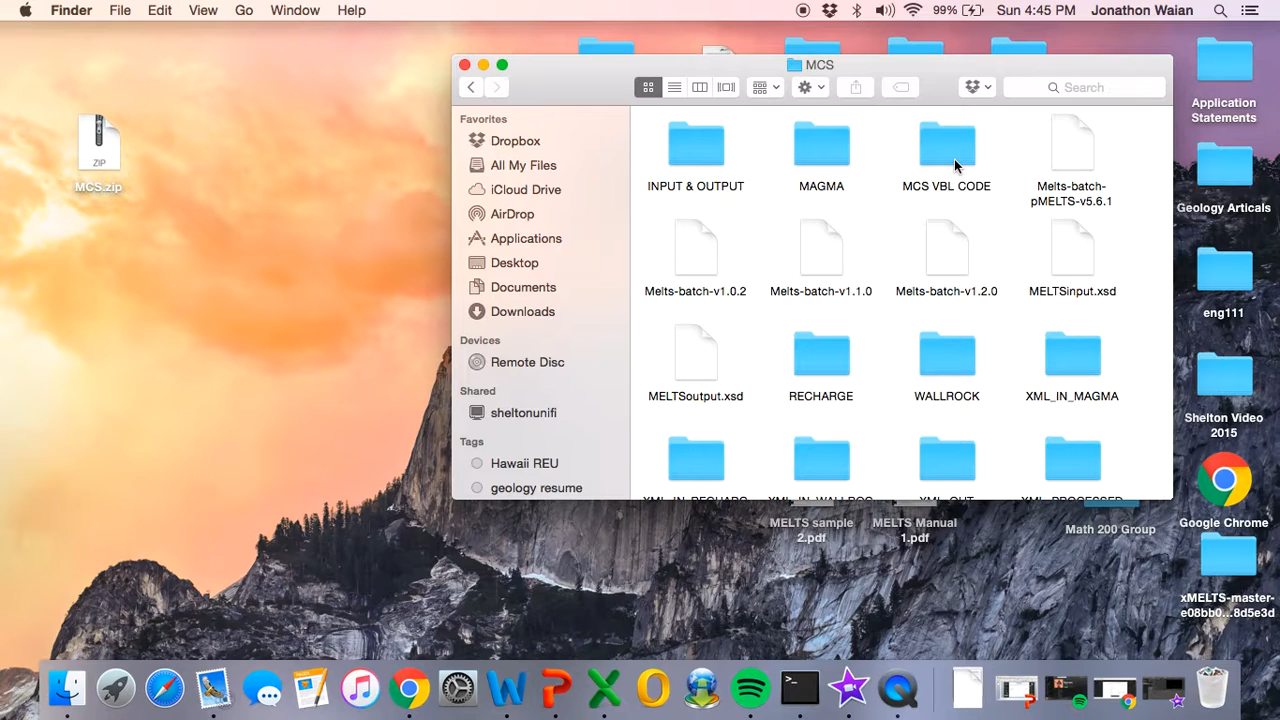 Finder File Edit View Go Window Help 99% Sun 4:45 PM Jonathon Waian
MCS
Search
Favorites
Dropbox
All My Files
iCloud Drive
AirDrop
Applications
Desktop
Documents
Downloads
Devices
Remote Disc
Shared
sheltonunifi
Tags
Hawaii REU
geology resume
INPUT & OUTPUT
MAGMA
MCS VBL CODE
Melts-batch-
pMELTS-v5.6.1
Melts-batch-v1.0.2
Melts-batch-v1.1.0
Melts-batch-v1.2.0
MELTSinput.xsd
MELTSoutput.xsd
RECHARGE
WALLROCK
XML_IN_MAGMA
ZIP
MCS.zip
Application
Statements
Geology Articals
eng111
Shelton Video
2015
Google Chrome
xMELTS-master-
e08bb0...8d5e3d
MELTS sample
2.pdf
MELTS Manual
1.pdf
Math 200 Group